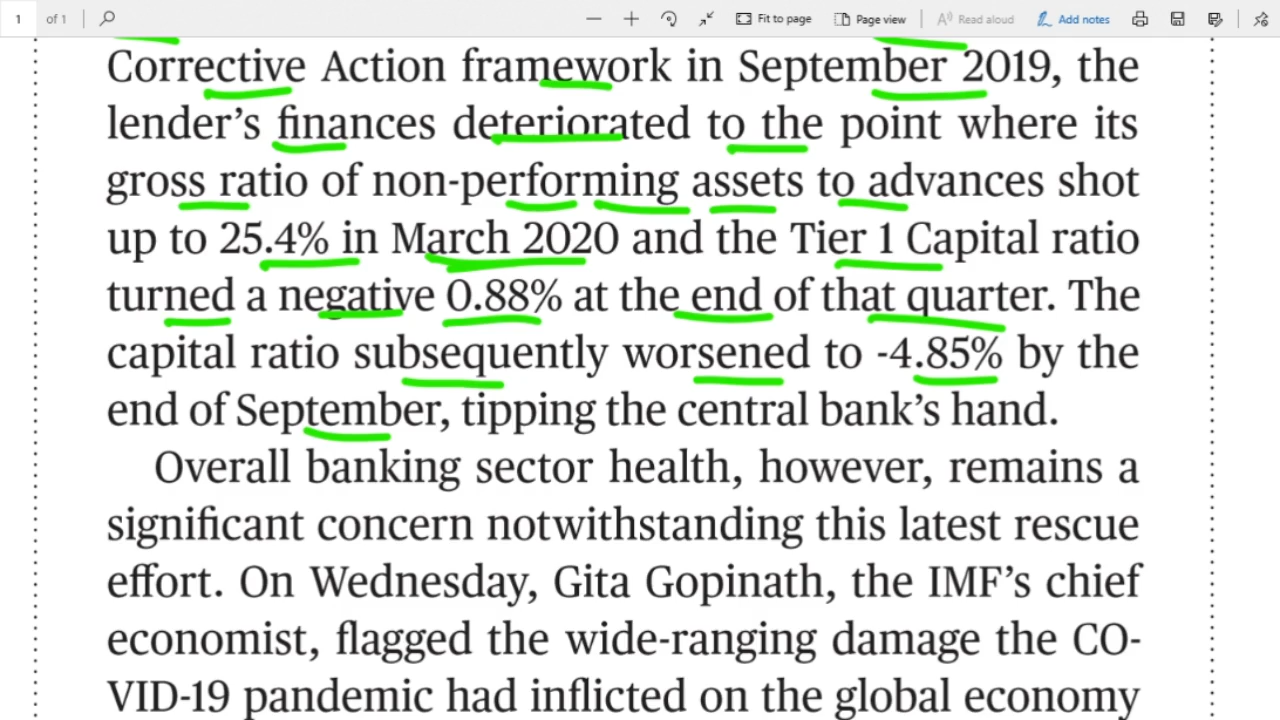 1 of 1 Fit to page Page view Read aloud Add notes
Corrective Action framework in September 2019, the
lender's finances deteriorated to the point where its
gross ratio of non-performing assets to advances shot
up to 25.4% in March 2020 and the Tier 1 Capital ratio
turned a negative 0.88% at the end of that quarter. The
capital ratio subsequently worsened to -4.85% by the
end of September, tipping the central bank's hand.
Overall banking sector health, however, remains a
significant concern notwithstanding this latest rescue
effort. On Wednesday, Gita Gopinath, the IMF's chief
economist, flagged the wide-ranging damage the CO-
VID-19 pandemic had inflicted on the global economy